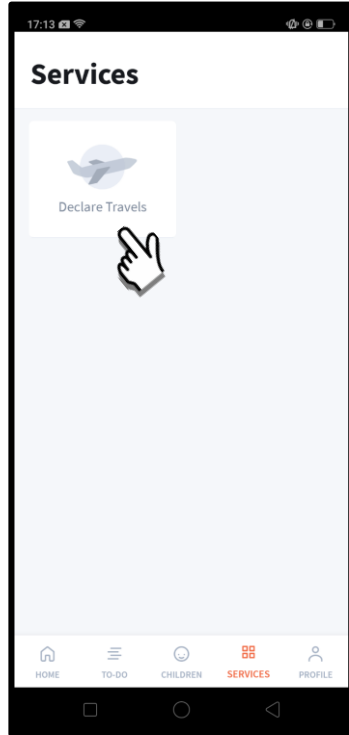 17:13
Services
Declare Travels
HOME TO-DO CHILDREN SERVICES PROFILE